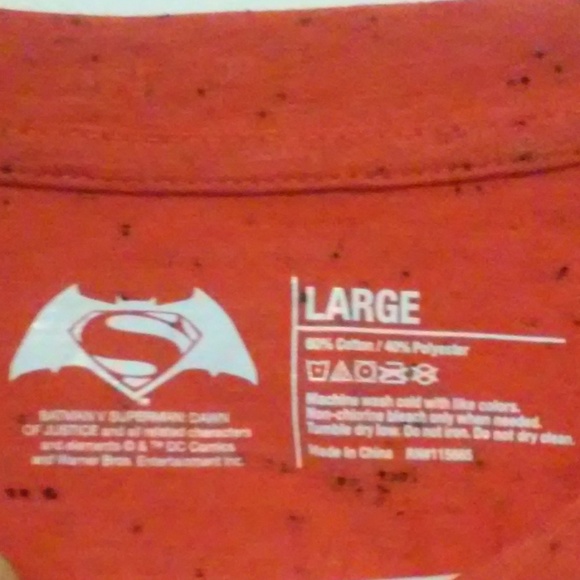 BATMAN V SUPERMAN: DAWN
OF JUSTICE and all related characters
and elements © & ™ DC Comics
and Warner Bros. Entertainment Inc.
LARGE
60% Cotton / 40% Polyester
Machine wash cold with like colors.
Non-chlorine bleach only when needed.
Tumble dry low. Do not iron. Do not dry clean.
Made in China